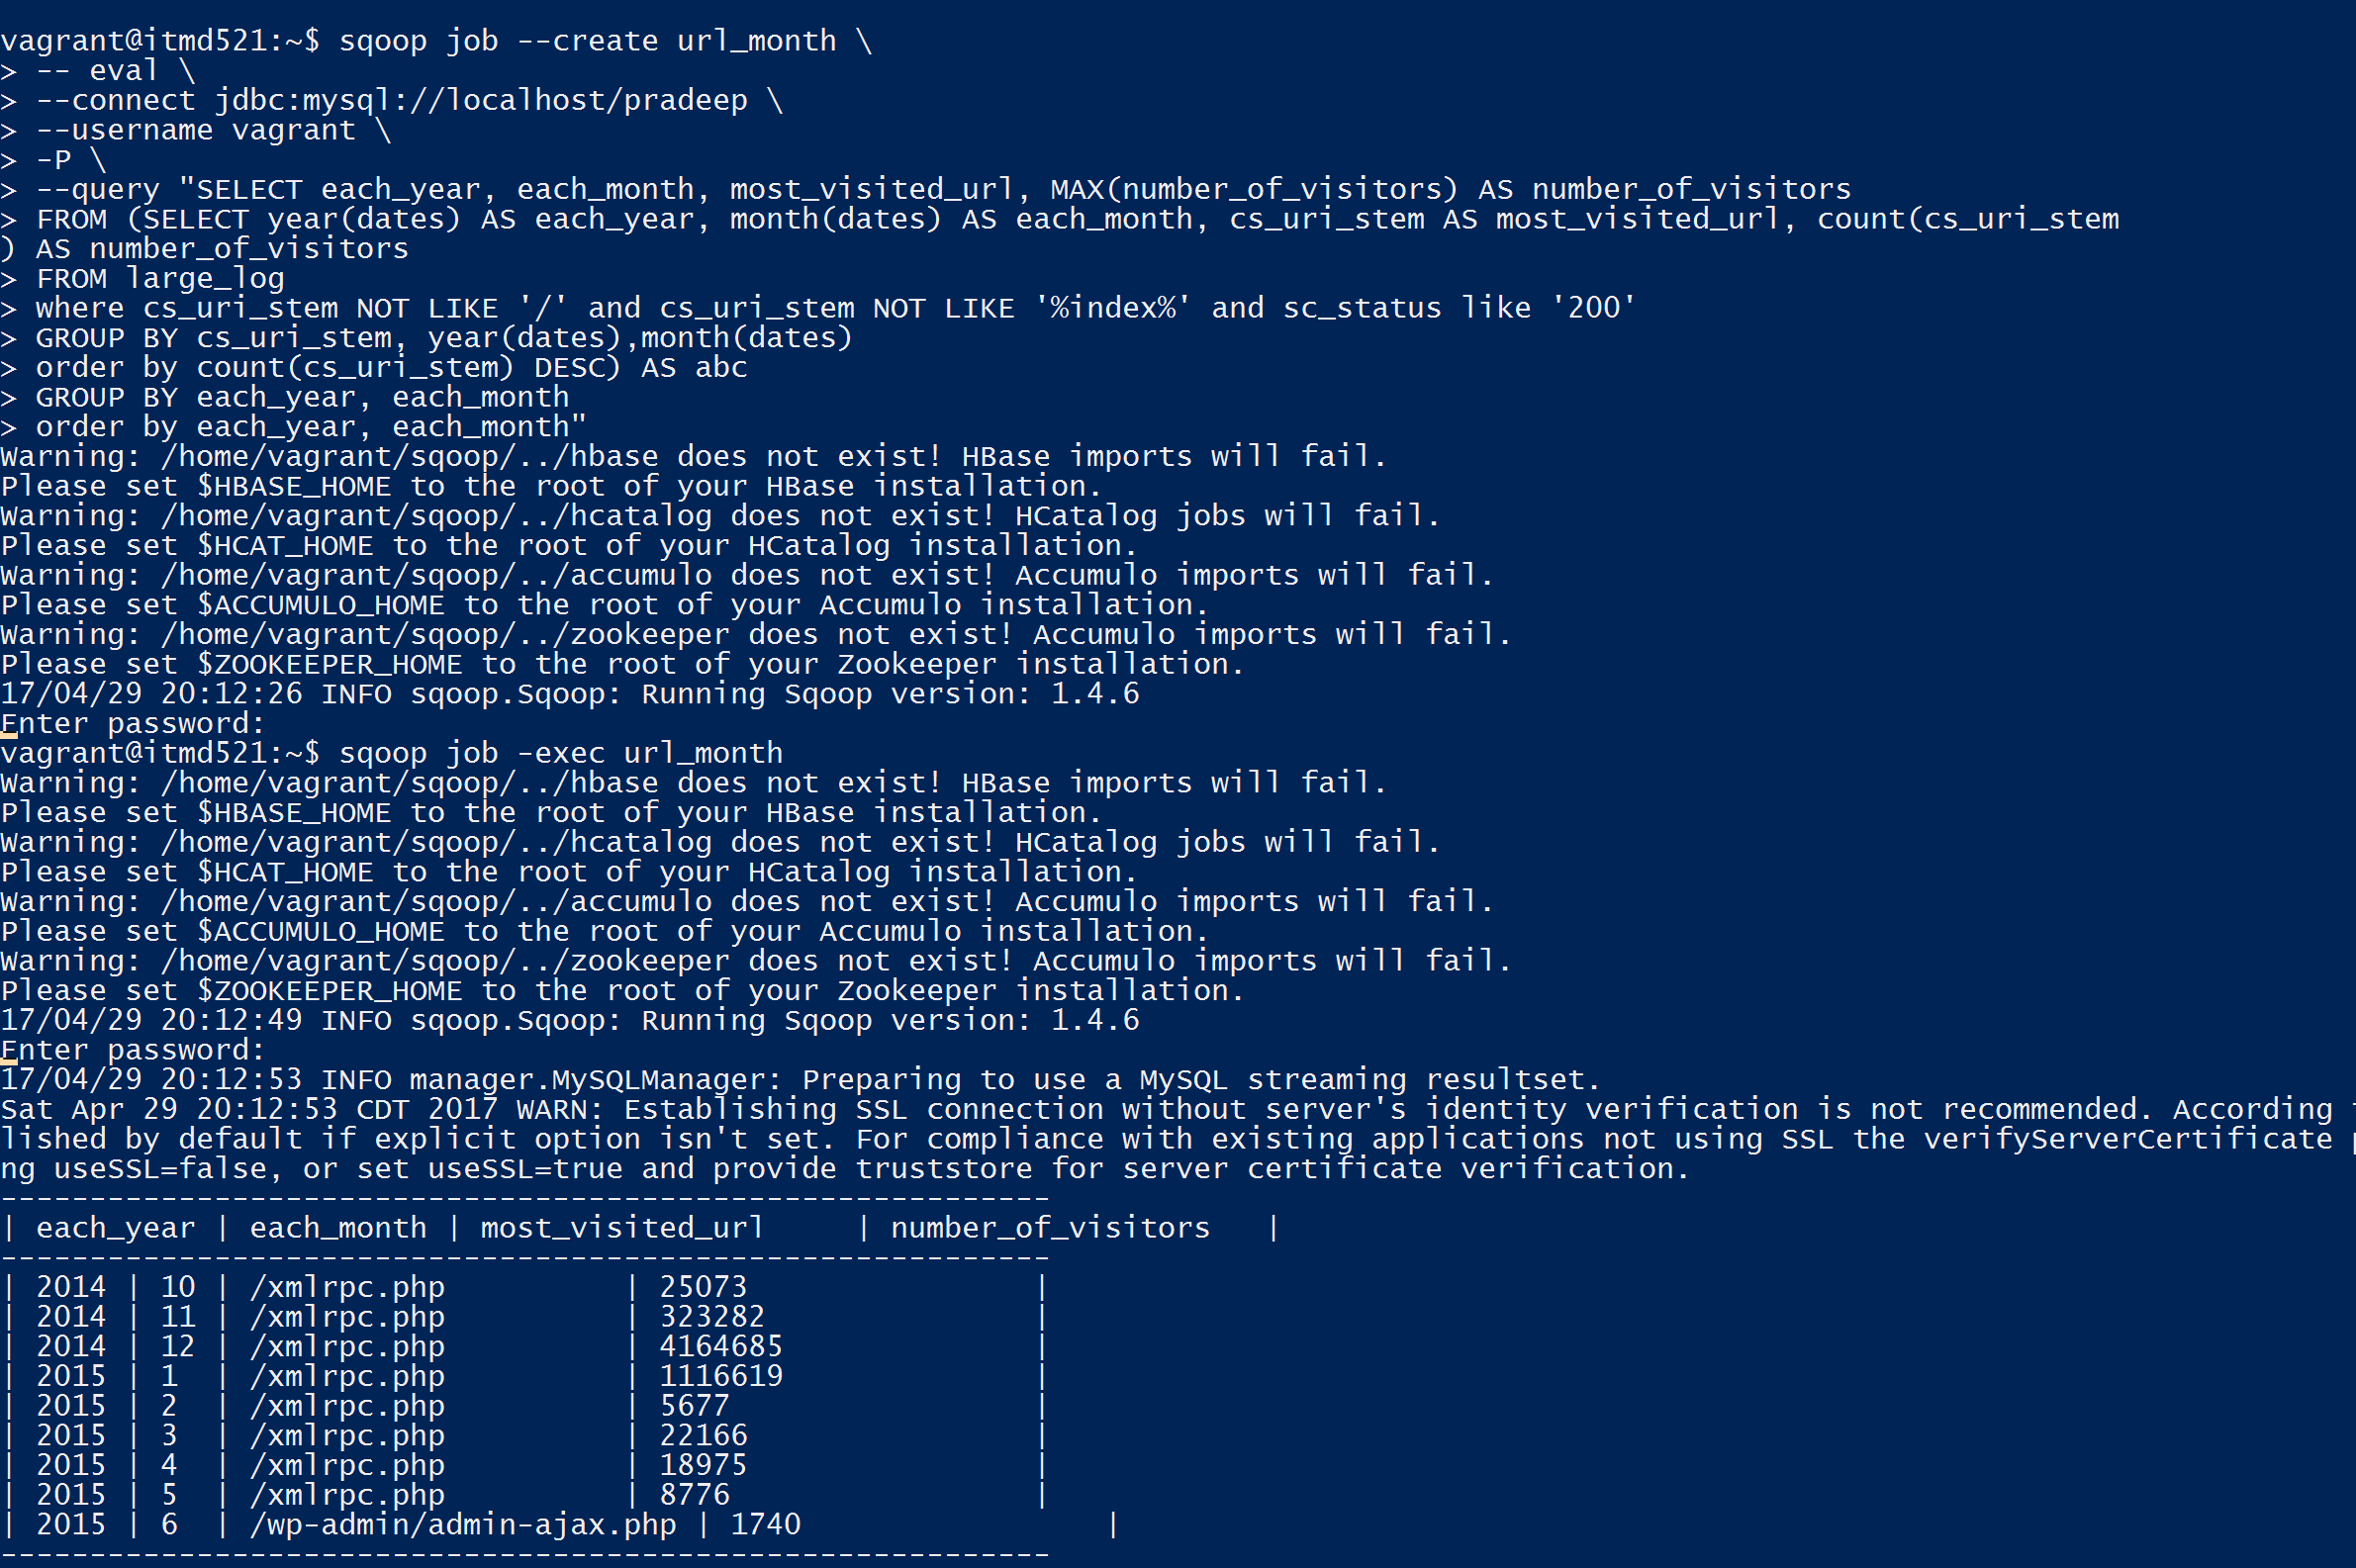 vagrant@itmd521:~$ sqoop job --create url_month \
> -- eval \
> --connect jdbc:mysql://localhost/pradeep \
> --username vagrant \
> -P \
> --query "SELECT each_year, each_month, most_visited_url, MAX(number_of_visitors) AS number_of_visitors
> FROM (SELECT year(dates) AS each_year, month(dates) AS each_month, cs_uri_stem AS most_visited_url, count(cs_uri_stem
) AS number_of_visitors
> FROM large_log
> where cs_uri_stem NOT LIKE '/' and cs_uri_stem NOT LIKE '%index%' and sc_status like '200'
> GROUP BY cs_uri_stem, year(dates),month(dates)
> order by count(cs_uri_stem) DESC) AS abc
> GROUP BY each_year, each_month
> order by each_year, each_month"
Warning: /home/vagrant/sqoop/../hbase does not exist! HBase imports will fail.
Please set $HBASE_HOME to the root of your HBase installation.
Warning: /home/vagrant/sqoop/../hcatalog does not exist! HCatalog jobs will fail.
Please set $HCAT_HOME to the root of your HCatalog installation.
Warning: /home/vagrant/sqoop/../accumulo does not exist! Accumulo imports will fail.
Please set $ACCUMULO_HOME to the root of your Accumulo installation.
Warning: /home/vagrant/sqoop/../zookeeper does not exist! Accumulo imports will fail.
Please set $ZOOKEEPER_HOME to the root of your Zookeeper installation.
17/04/29 20:12:26 INFO sqoop.Sqoop: Running Sqoop version: 1.4.6
Enter password:
vagrant@itmd521:~$ sqoop job -exec url_month
Warning: /home/vagrant/sqoop/../hbase does not exist! HBase imports will fail.
Please set $HBASE_HOME to the root of your HBase installation.
Warning: /home/vagrant/sqoop/../hcatalog does not exist! HCatalog jobs will fail.
Please set $HCAT_HOME to the root of your HCatalog installation.
Warning: /home/vagrant/sqoop/../accumulo does not exist! Accumulo imports will fail.
Please set $ACCUMULO_HOME to the root of your Accumulo installation.
Warning: /home/vagrant/sqoop/../zookeeper does not exist! Accumulo imports will fail.
Please set $ZOOKEEPER_HOME to the root of your Zookeeper installation.
17/04/29 20:12:49 INFO sqoop.Sqoop: Running Sqoop version: 1.4.6
Enter password:
17/04/29 20:12:53 INFO manager.MySQLManager: Preparing to use a MySQL streaming resultset.
Sat Apr 29 20:12:53 CDT 2017 WARN: Establishing SSL connection without server's identity verification is not recommended. According
lished by default if explicit option isn't set. For compliance with existing applications not using SSL the verifyServerCertificate
ng useSSL=false, or set useSSL=true and provide truststore for server certificate verification.
-----------------------------------------------------------
| each_year | each_month | most_visited_url     | number_of_visitors   |
-----------------------------------------------------------
| 2014 | 10 | /xmlrpc.php          | 25073                |
| 2014 | 11 | /xmlrpc.php          | 323282               |
| 2014 | 12 | /xmlrpc.php          | 4164685              |
| 2015 | 1  | /xmlrpc.php          | 1116619              |
| 2015 | 2  | /xmlrpc.php          | 5677                 |
| 2015 | 3  | /xmlrpc.php          | 22166                |
| 2015 | 4  | /xmlrpc.php          | 18975                |
| 2015 | 5  | /xmlrpc.php          | 8776                 |
| 2015 | 6  | /wp-admin/admin-ajax.php | 1740                 |
-----------------------------------------------------------